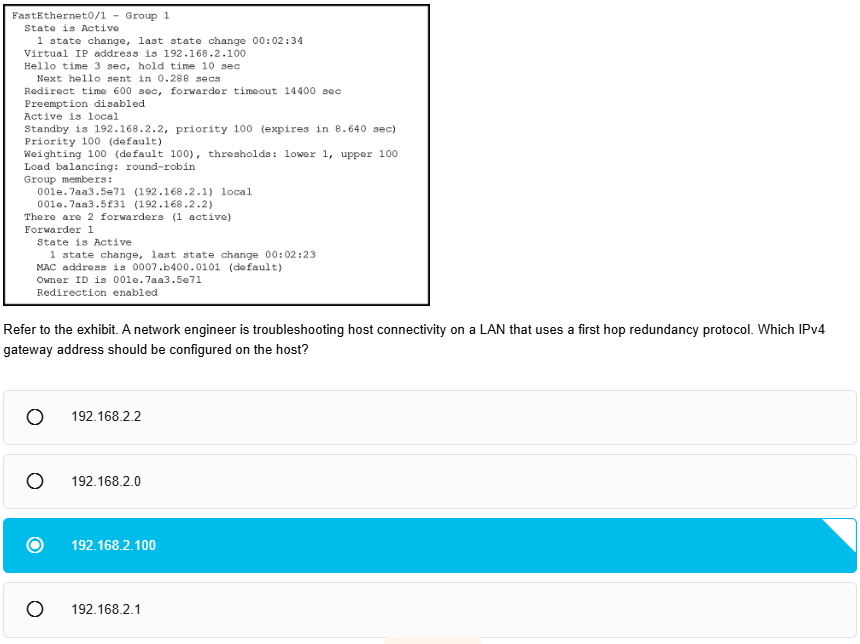 FastEthernet0/1 - Group 1
State is Active
1 state change, last state change 00:02:34
Virtual IP address is 192.168.2.100
Hello time 3 sec, hold time 10 sec
Next hello sent in 0.288 secs
Redirect time 600 sec, forwarder timeout 14400 sec
Preemption disabled
Active is local
Standby is 192.168.2.2, priority 100 (expires in 8.640 sec)
Priority 100 (default)
Weighting 100 (default 100), thresholds: lower 1, upper 100
Load balancing: round-robin
Group members:
001e.7aa3.5e71 (192.168.2.1) local
001e.7aa3.5f31 (192.168.2.2)
There are 2 forwarders (1 active)
Forwarder 1
State is Active
1 state change, last state change 00:02:23
MAC address is 0007.b400.0101 (default)
Owner ID is 001e.7aa3.5e71
Redirection enabled
Refer to the exhibit. A network engineer is troubleshooting host connectivity on a LAN that uses a first hop redundancy protocol. Which IPv4
gateway address should be configured on the host?
192.168.2.2
192.168.2.0
192.168.2.100
192.168.2.1